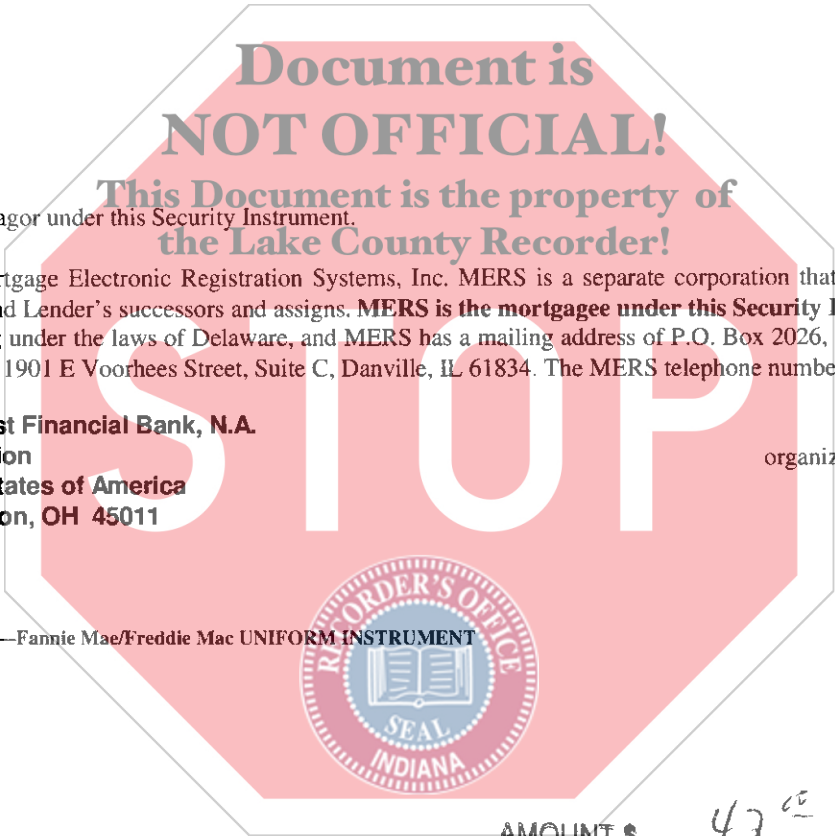 Document is
NOT OFFICIAL!
This Document is the property of
agor under this Security Instrument.
the Lake County Recorder!
rtgage Electronic Registration Systems, Inc. MERS is a separate corporation that
nd Lender's successors and assigns. MERS is the mortgagee under this Security I
under the laws of Delaware, and MERS has a mailing address of P.O. Box 2026,
1901 E Voorhees Street, Suite C, Danville, IL 61834. The MERS telephone numbe
st Financial Bank, N.A.
ion organiz
tates of America
on, OH 45011
STOP
RECORDER'S OFFICE
—Fannie Mae/Freddie Mac UNIFORM INSTRUMENT
SEAL
INDIANA
AMOUNT $